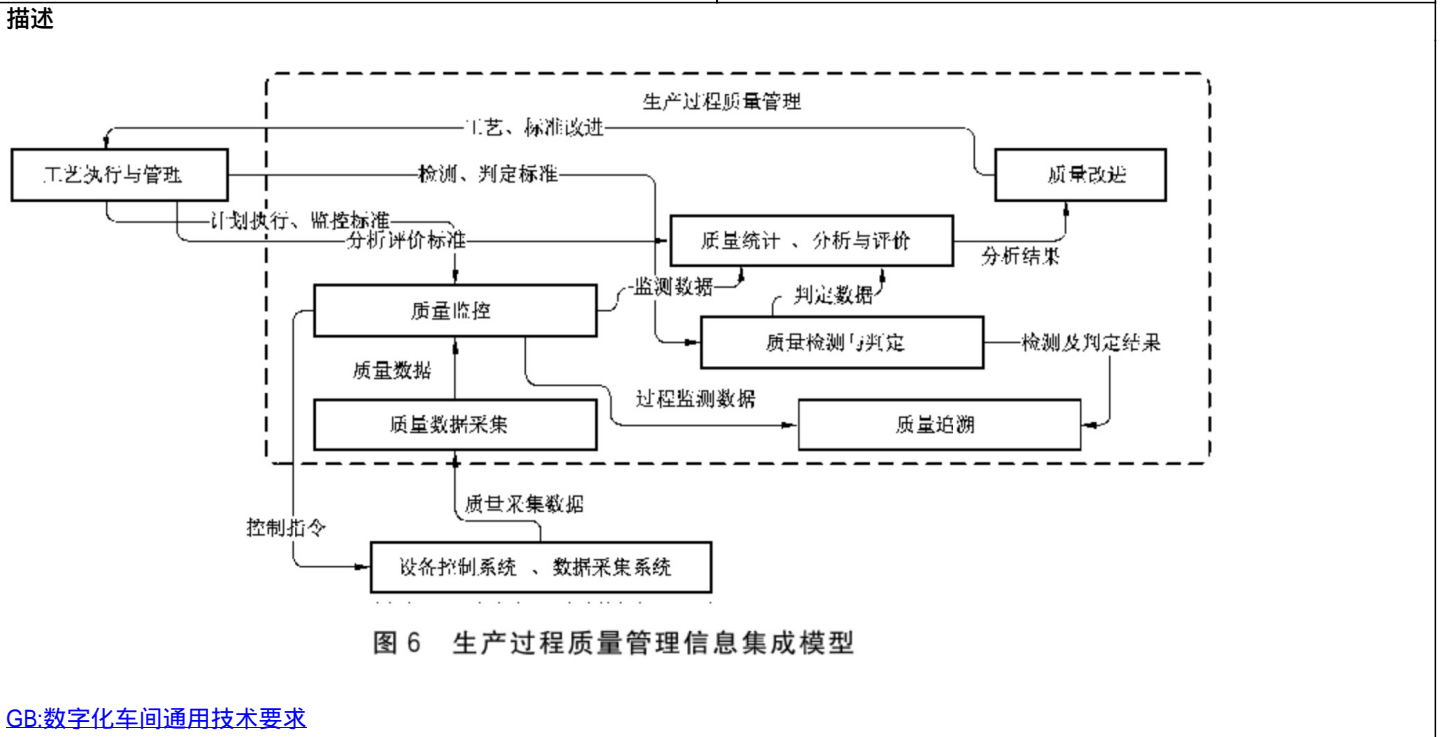 描述
生产过程质量管理
工艺、标准改进
工艺执行与管理
检测、判定标准
质量改进
计划执行、监控标准
分析评价标准
质量统计 、分析与评价
分析结果
监测数据
判定数据
质量监控
质量检测与判定
检测及判定结果
质量数据
过程监测数据
质量数据采集
质量追溯
质量采集数据
控制指令
设备控制系统 、数据采集系统
图 6 生产过程质量管理信息集成模型
GB:数字化车间通用技术要求